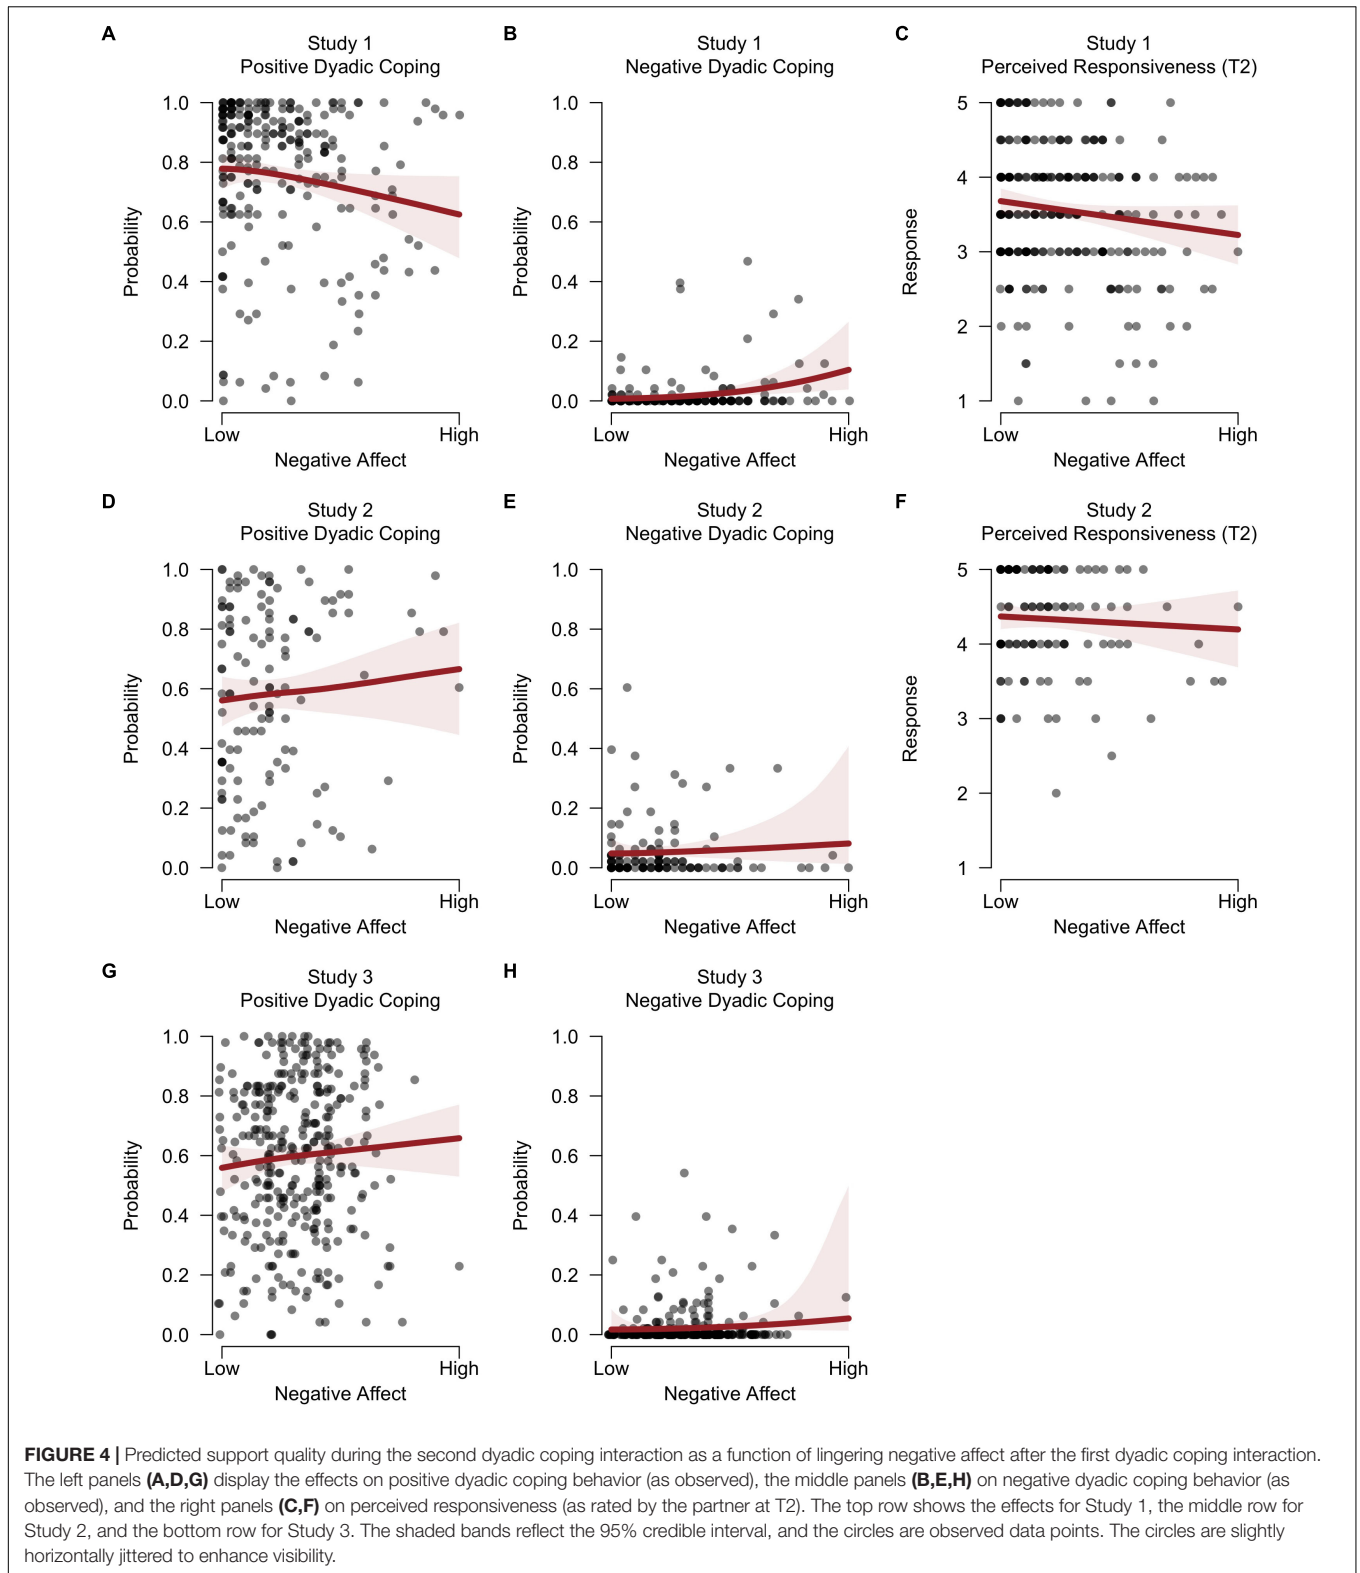 A
Study 1
Positive Dyadic Coping
1.0
0.8
0.6
0.4
0.2
0.0
Probability
Low
High
Negative Affect
B
Study 1
Negative Dyadic Coping
1.0
0.8
0.6
0.4
0.2
0.0
Probability
Low
High
Negative Affect
C
Study 1
Perceived Responsiveness (T2)
5
4
3
2
1
Response
Low
High
Negative Affect
D
Study 2
Positive Dyadic Coping
1.0
0.8
0.6
0.4
0.2
0.0
Probability
Low
High
Negative Affect
E
Study 2
Negative Dyadic Coping
1.0
0.8
0.6
0.4
0.2
0.0
Probability
Low
High
Negative Affect
F
Study 2
Perceived Responsiveness (T2)
5
4
3
2
1
Response
Low
High
Negative Affect
G
Study 3
Positive Dyadic Coping
1.0
0.8
0.6
0.4
0.2
0.0
Probability
Low
High
Negative Affect
H
Study 3
Negative Dyadic Coping
1.0
0.8
0.6
0.4
0.2
0.0
Probability
Low
High
Negative Affect
FIGURE 4 | Predicted support quality during the second dyadic coping interaction as a function of lingering negative affect after the first dyadic coping interaction.
The left panels (A,D,G) display the effects on positive dyadic coping behavior (as observed), the middle panels (B,E,H) on negative dyadic coping behavior (as
observed), and the right panels (C,F) on perceived responsiveness (as rated by the partner at T2). The top row shows the effects for Study 1, the middle row for
Study 2, and the bottom row for Study 3. The shaded bands reflect the 95% credible interval, and the circles are observed data points. The circles are slightly
horizontally jittered to enhance visibility.